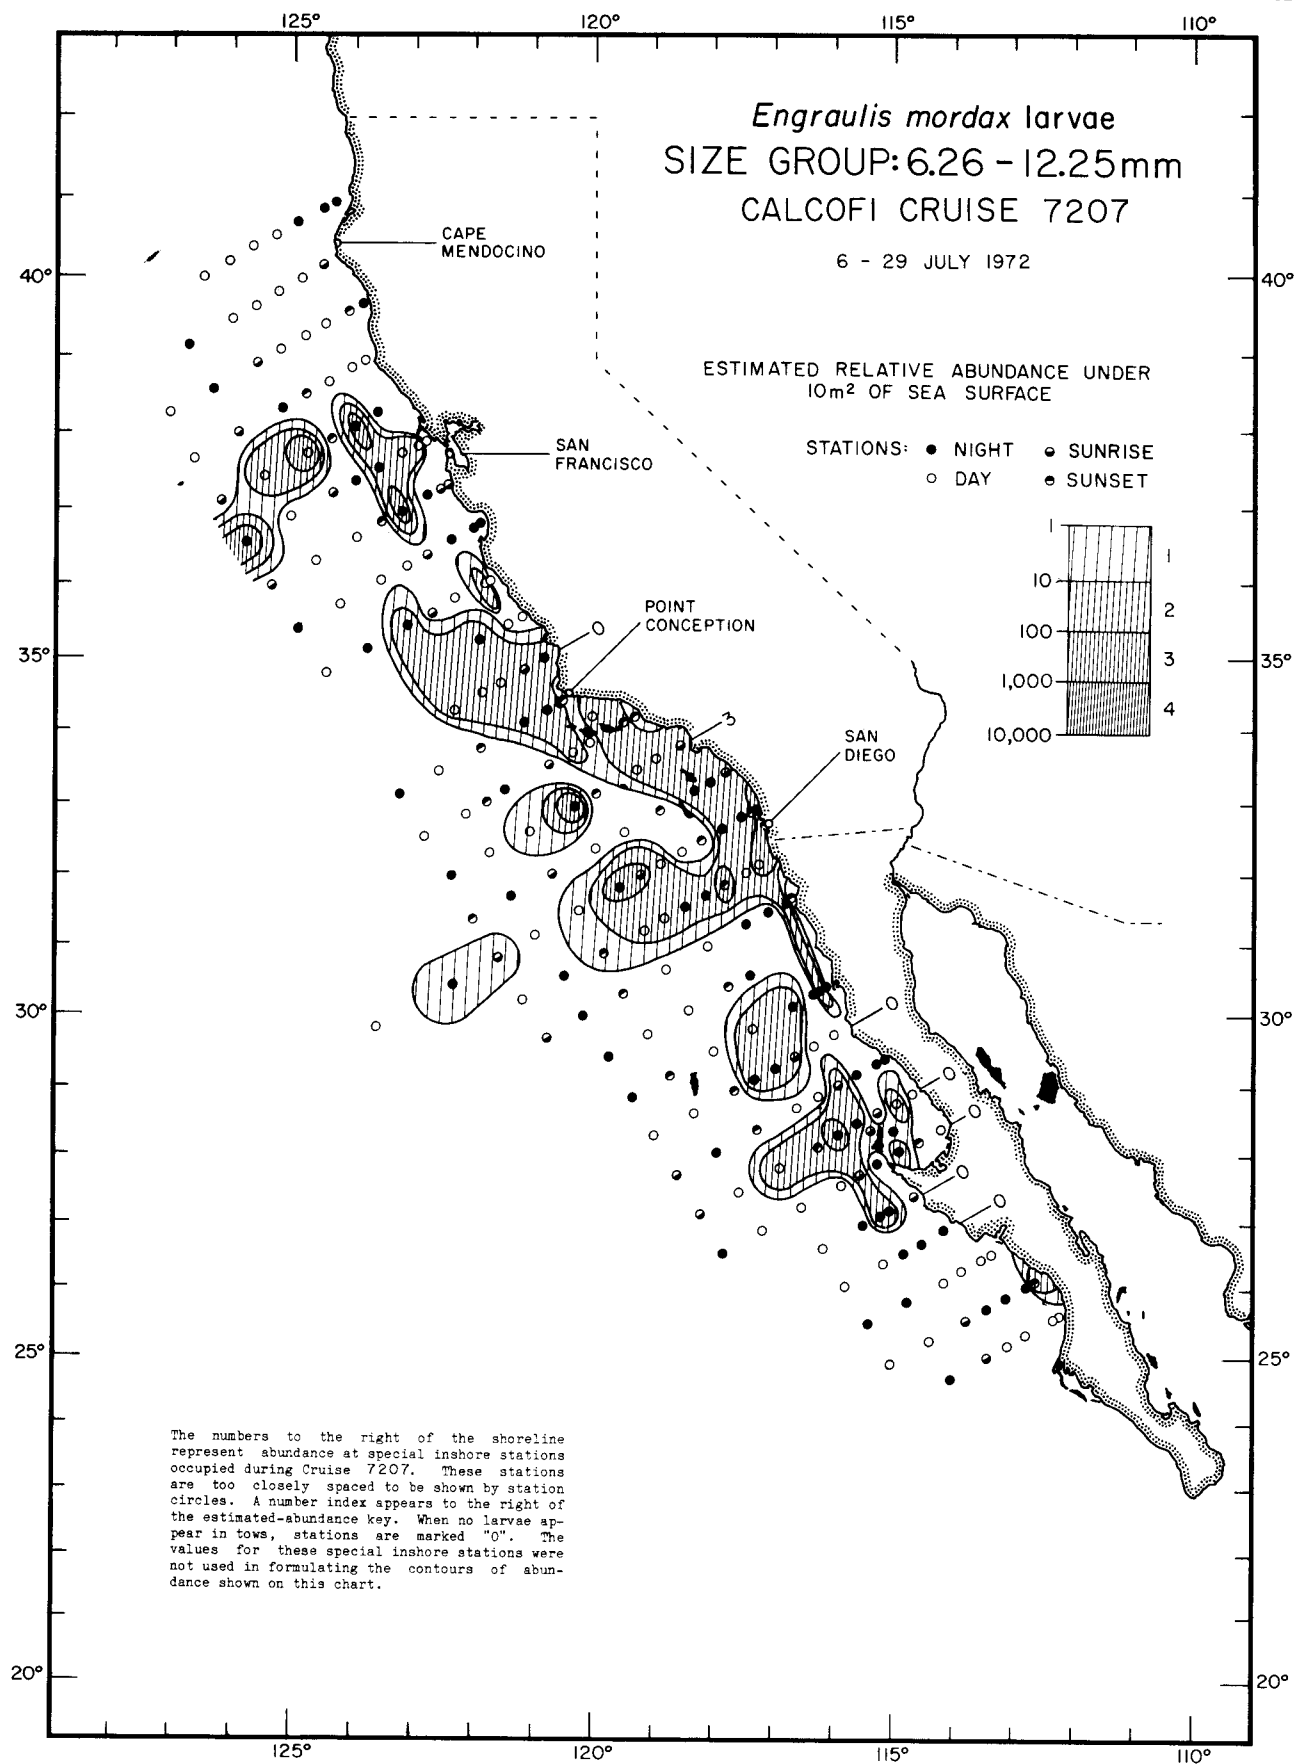 125° 120° 115° 110°
Engraulis mordax larvae
SIZE GROUP: 6.26 - 12.25mm
CALCOFI CRUISE 7207
6 - 29 JULY 1972
CAPE
MENDOCINO
40° 40°
ESTIMATED RELATIVE ABUNDANCE UNDER
10m² OF SEA SURFACE
STATIONS: NIGHT SUNRISE
DAY SUNSET
SAN
FRANCISCO
1
1
10
2
100
3
1,000
4
10,000
POINT
CONCEPTION
0
35° 35°
3
SAN
DIEGO
30° 30°
0
0
0
0
0
25° 25°
The numbers to the right of the shoreline
represent abundance at special inshore stations
occupied during Cruise 7207. These stations
are too closely spaced to be shown by station
circles. A number index appears to the right of
the estimated-abundance key. When no larvae ap-
pear in tows, stations are marked "0". The
values for these special inshore stations were
not used in formulating the contours of abun-
dance shown on this chart.
20° 20°
125° 120° 115° 110°